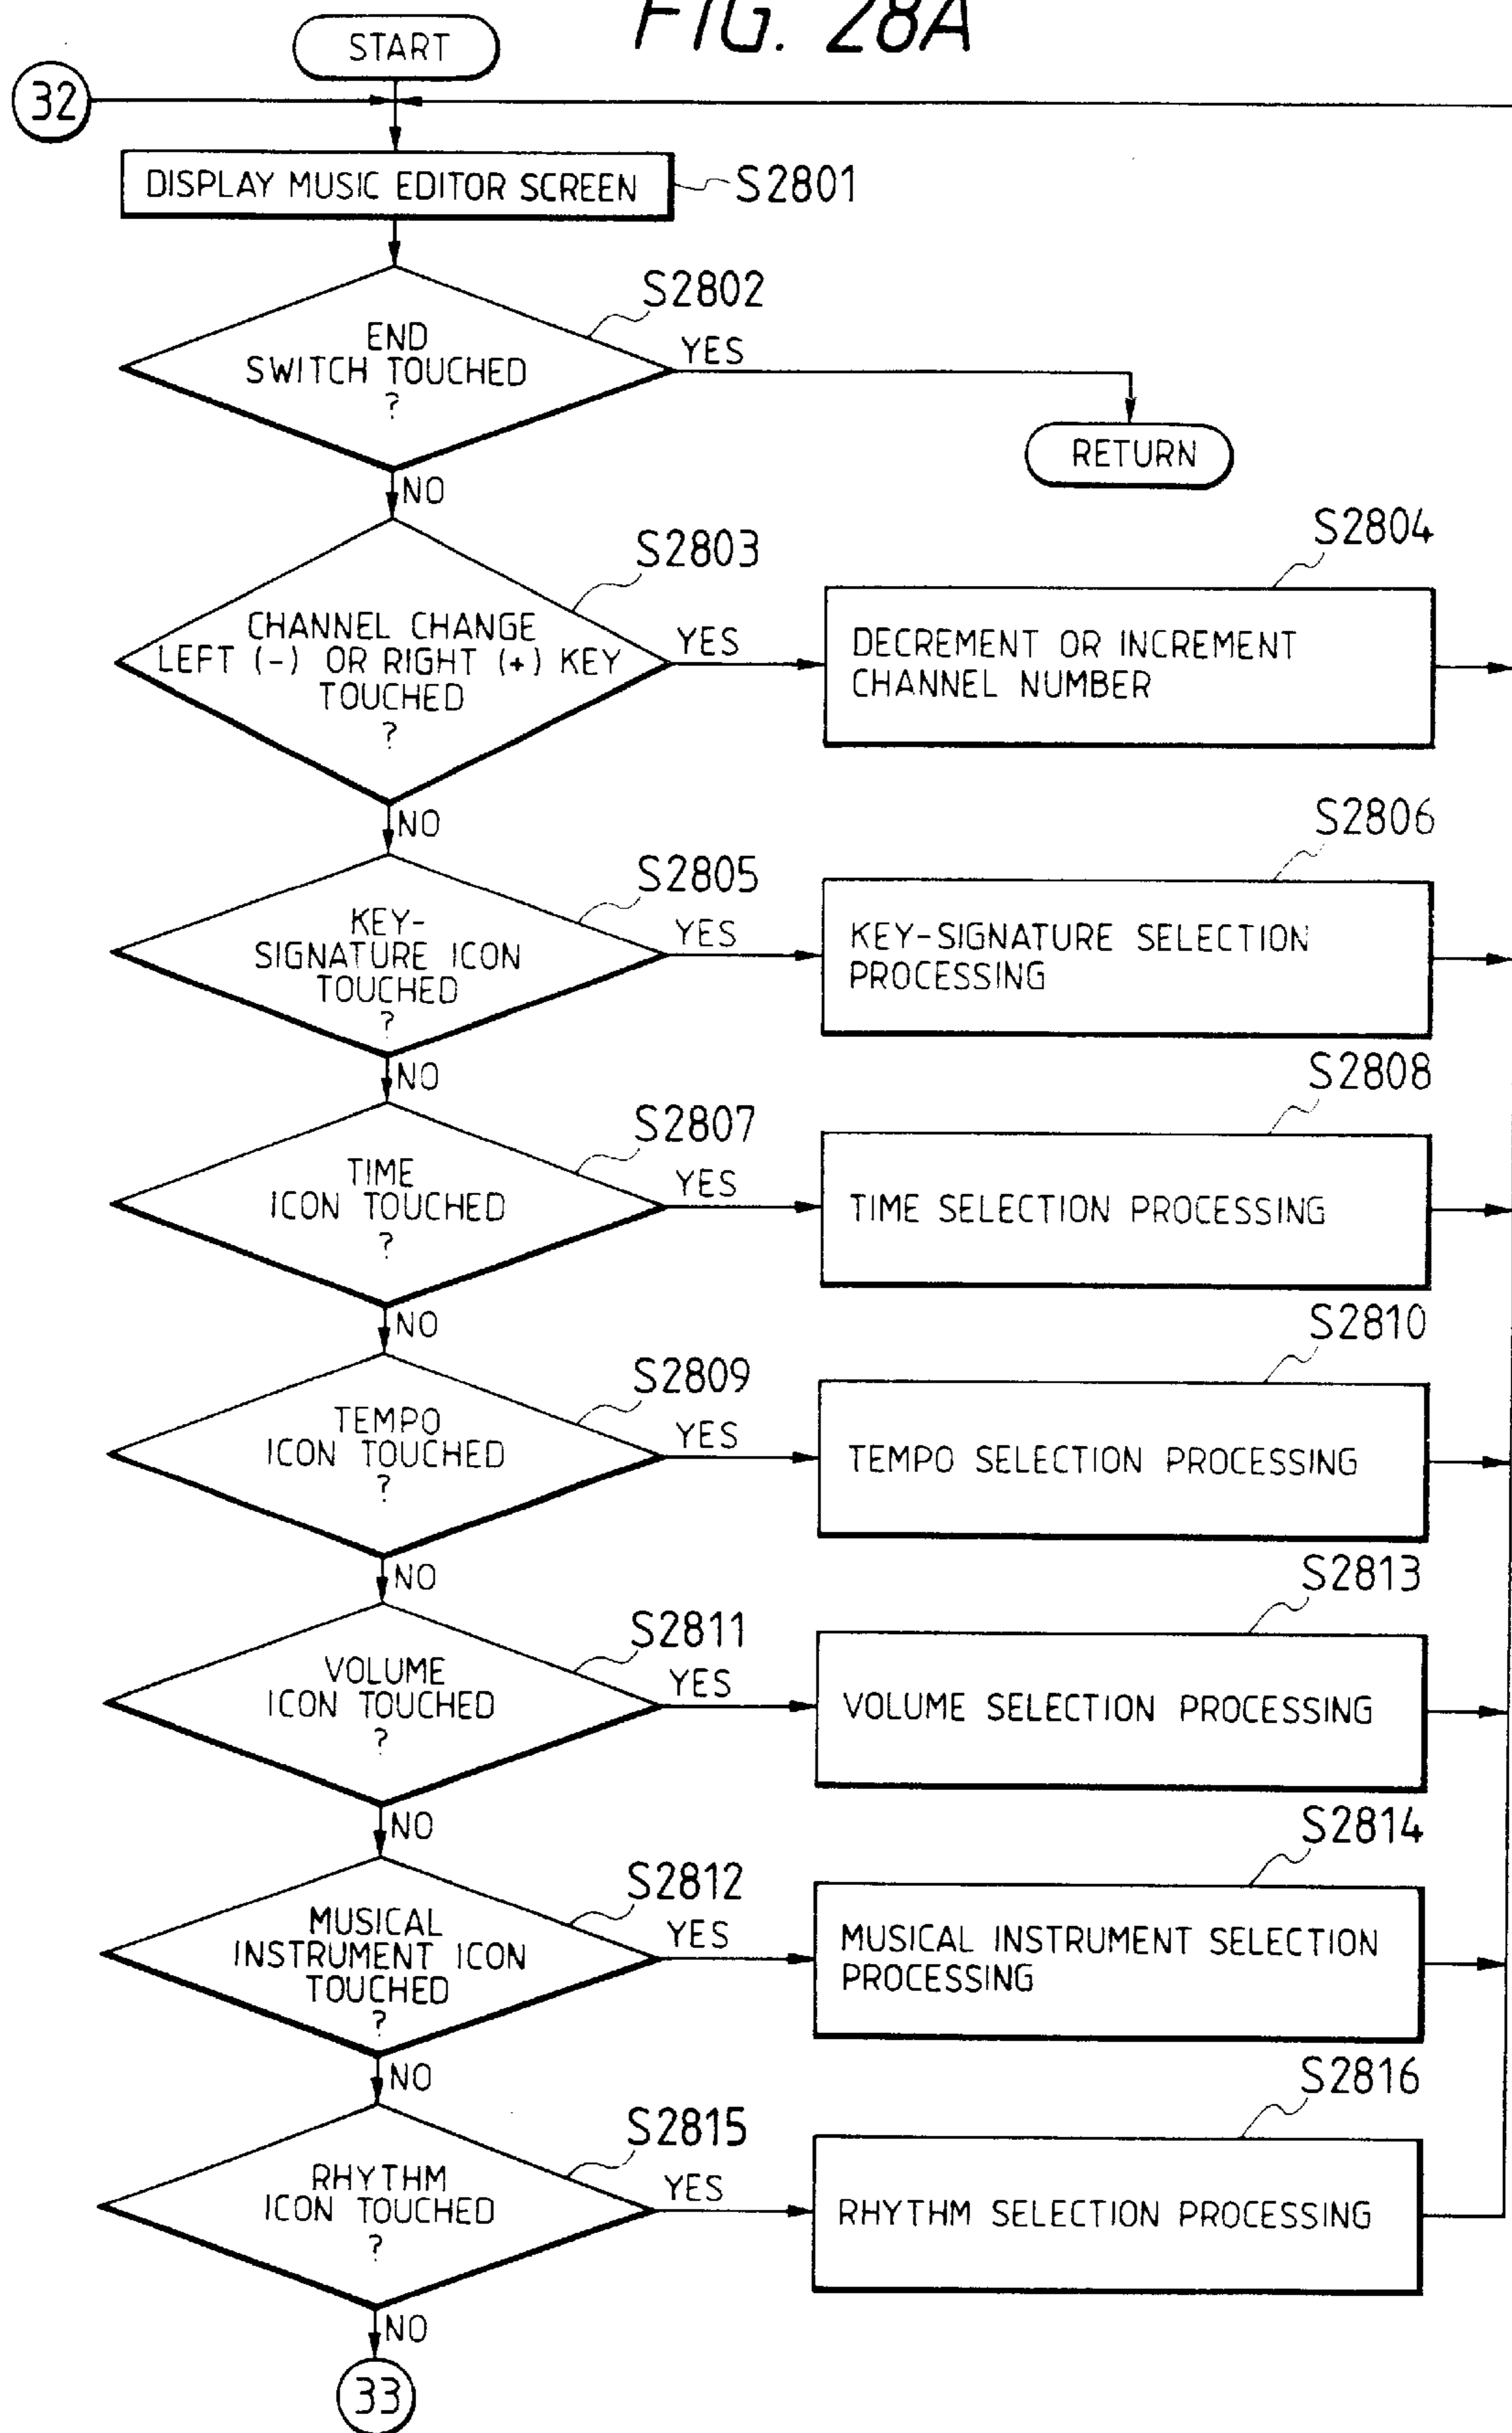 FIG. 28A
START
32
DISPLAY MUSIC EDITOR SCREEN
S2801
S2802
END
SWITCH TOUCHED
?
YES
RETURN
NO
S2803
S2804
CHANNEL CHANGE
LEFT (-) OR RIGHT (+) KEY
TOUCHED
?
YES
DECREMENT OR INCREMENT
CHANNEL NUMBER
NO
S2805
S2806
KEY-
SIGNATURE ICON
TOUCHED
?
YES
KEY-SIGNATURE SELECTION
PROCESSING
NO
S2807
S2808
TIME
ICON TOUCHED
?
YES
TIME SELECTION PROCESSING
NO
S2809
S2810
TEMPO
ICON TOUCHED
?
YES
TEMPO SELECTION PROCESSING
NO
S2811
S2813
VOLUME
ICON TOUCHED
?
YES
VOLUME SELECTION PROCESSING
NO
S2812
S2814
MUSICAL
INSTRUMENT ICON
TOUCHED
?
YES
MUSICAL INSTRUMENT SELECTION
PROCESSING
NO
S2815
S2816
RHYTHM
ICON TOUCHED
?
YES
RHYTHM SELECTION PROCESSING
NO
33